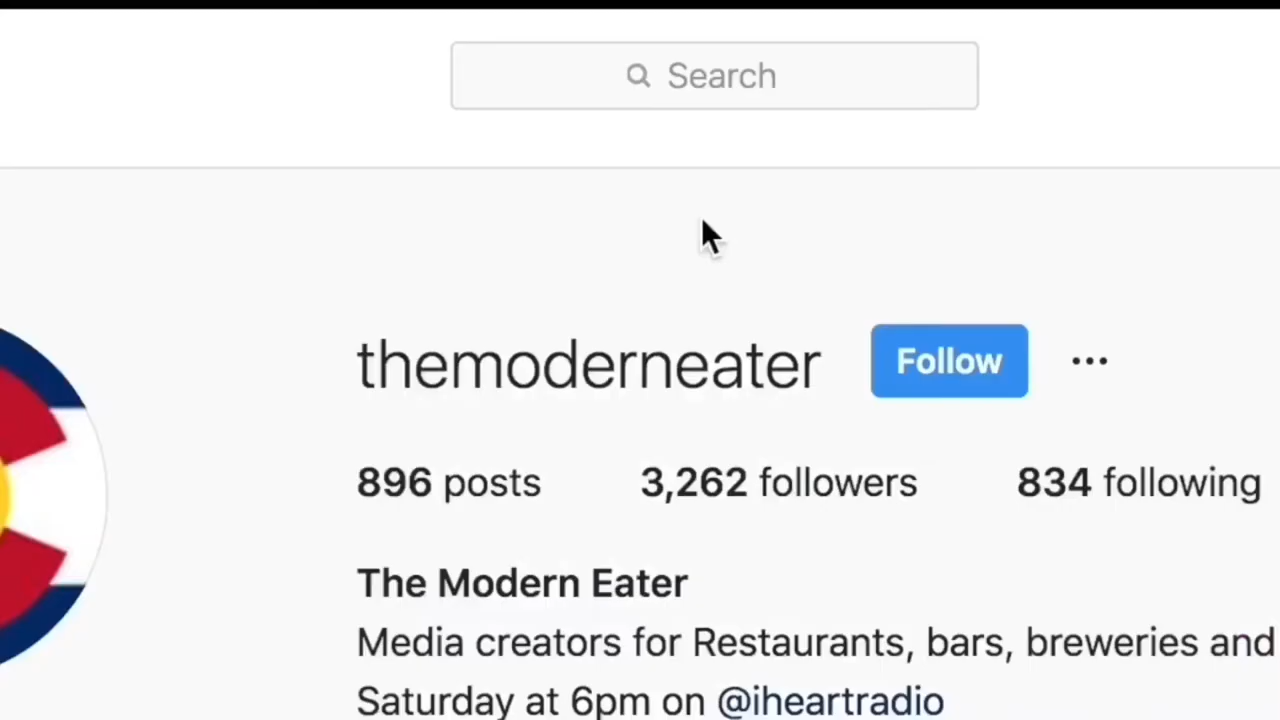 Search
themoderneater Follow
896 posts 3,262 followers 834 following
The Modern Eater
Media creators for Restaurants, bars, breweries and
Saturday at 6pm on @iheartradio